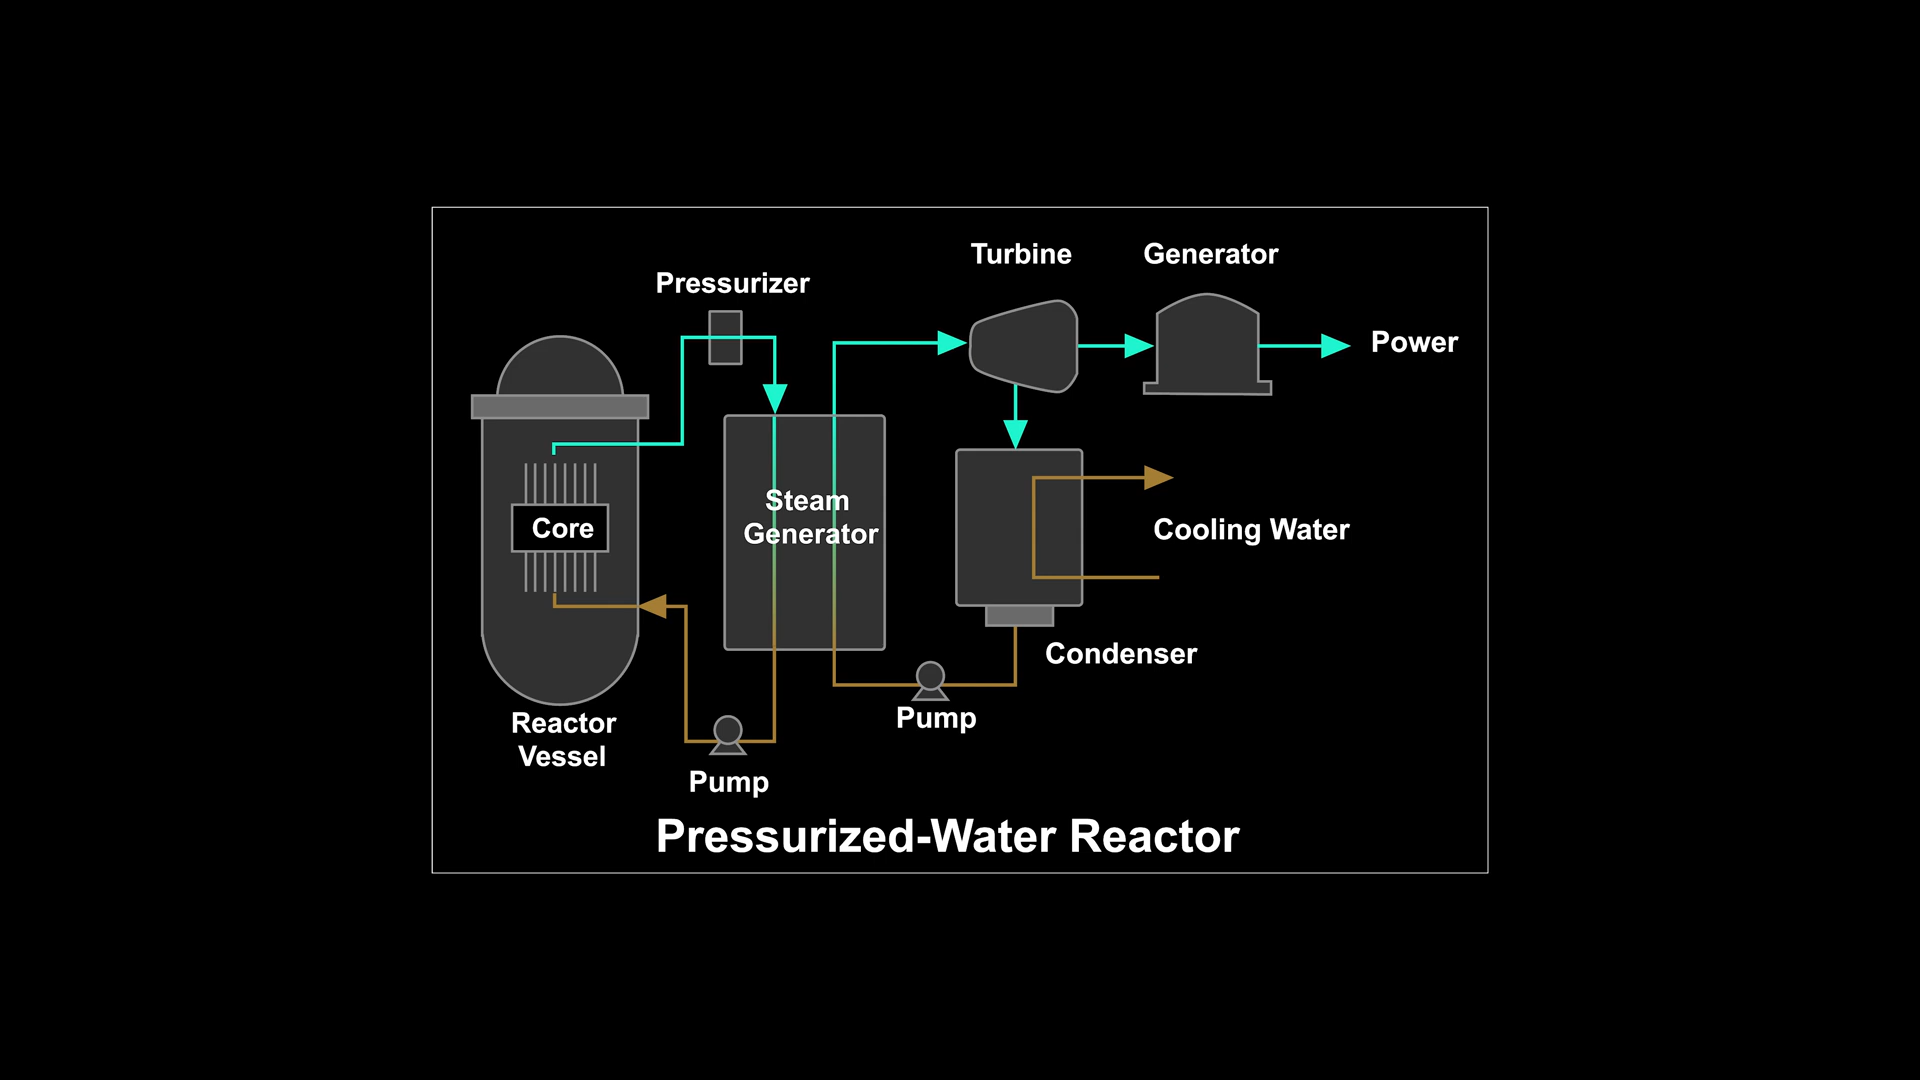 Turbine
Generator
Pressurizer
Power
Steam
Generator
Core
Cooling Water
Condenser
Reactor
Vessel
Pump
Pump
Pressurized-Water Reactor